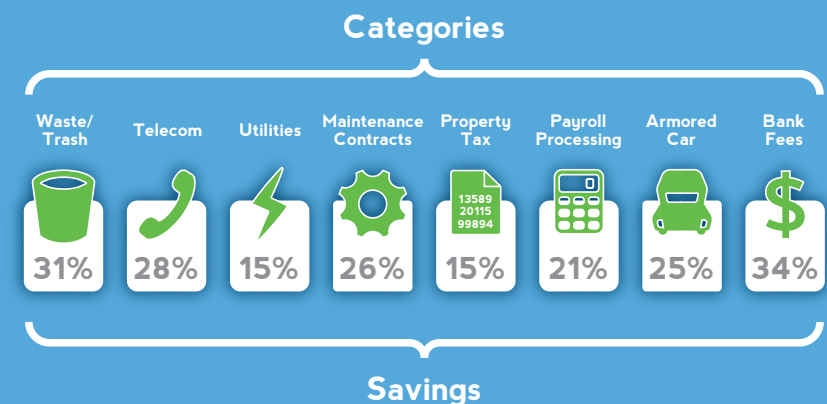 Categories
Waste/
Trash
Telecom
Utilities
Maintenance
Contracts
Property
Tax
Payroll
Processing
Armored
Car
Bank
Fees
13589
20115
99894
0
$
31%
28%
15%
26%
15%
21%
25%
34%
Savings